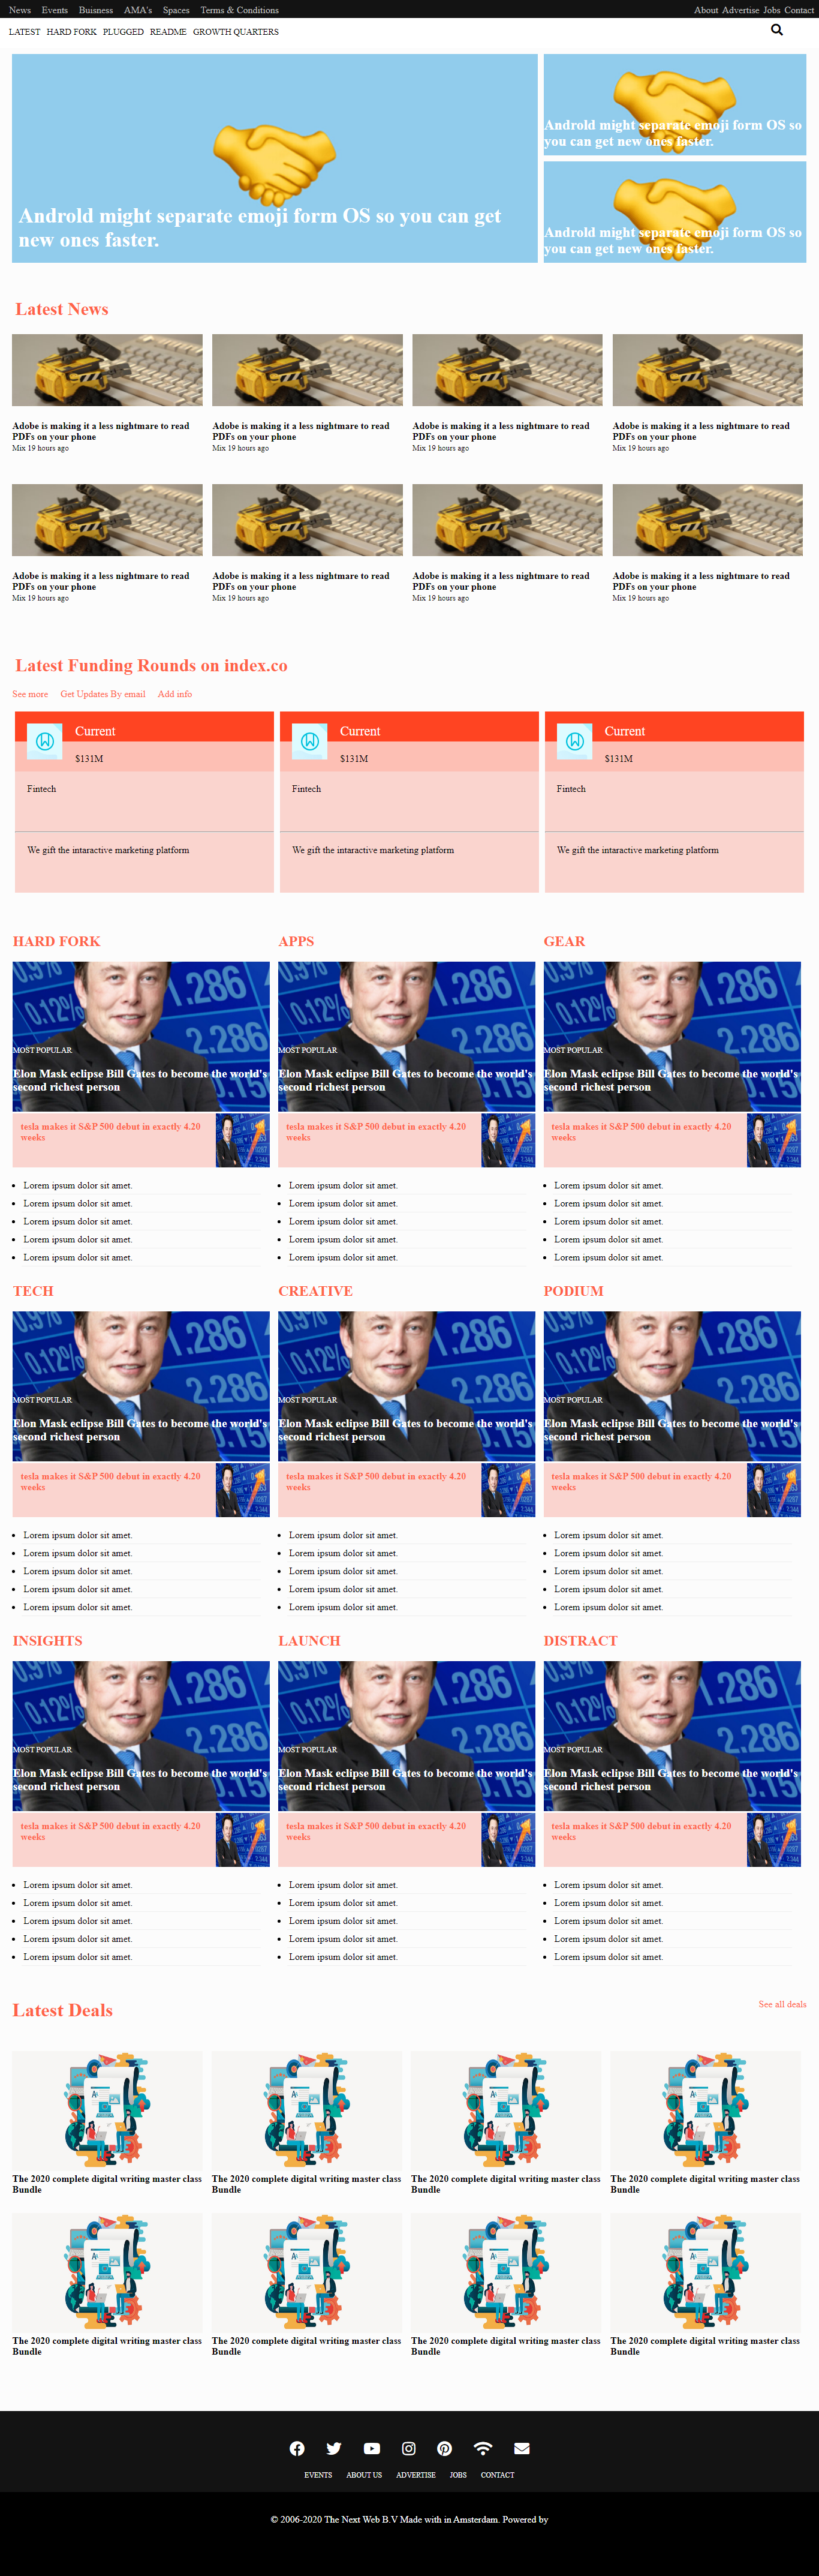 News Events Buisness AMA's Spaces Terms & Conditions About Advertise Jobs Contact
LATEST HARD FORK PLUGGED README GROWTH QUARTERS
Androld might separate emoji form OS so you can get
new ones faster.
Androld might separate emoji form OS so
you can get new ones faster.
Androld might separate emoji form OS so
you can get new ones faster.
Latest News
Adobe is making it a less nightmare to read
PDFs on your phone
Mix 19 hours ago
Adobe is making it a less nightmare to read
PDFs on your phone
Mix 19 hours ago
Adobe is making it a less nightmare to read
PDFs on your phone
Mix 19 hours ago
Adobe is making it a less nightmare to read
PDFs on your phone
Mix 19 hours ago
Adobe is making it a less nightmare to read
PDFs on your phone
Mix 19 hours ago
Adobe is making it a less nightmare to read
PDFs on your phone
Mix 19 hours ago
Adobe is making it a less nightmare to read
PDFs on your phone
Mix 19 hours ago
Adobe is making it a less nightmare to read
PDFs on your phone
Mix 19 hours ago
Latest Funding Rounds on index.co
See more Get Updates By email Add info
Current
$131M
Fintech
We gift the intaractive marketing platform
Current
$131M
Fintech
We gift the intaractive marketing platform
Current
$131M
Fintech
We gift the intaractive marketing platform
HARD FORK
MOST POPULAR
Elon Mask eclipse Bill Gates to become the world's
second richest person
tesla makes it S&P 500 debut in exactly 4.20
weeks
Lorem ipsum dolor sit amet.
Lorem ipsum dolor sit amet.
Lorem ipsum dolor sit amet.
Lorem ipsum dolor sit amet.
Lorem ipsum dolor sit amet.
APPS
MOST POPULAR
Elon Mask eclipse Bill Gates to become the world's
second richest person
tesla makes it S&P 500 debut in exactly 4.20
weeks
Lorem ipsum dolor sit amet.
Lorem ipsum dolor sit amet.
Lorem ipsum dolor sit amet.
Lorem ipsum dolor sit amet.
Lorem ipsum dolor sit amet.
GEAR
MOST POPULAR
Elon Mask eclipse Bill Gates to become the world's
second richest person
tesla makes it S&P 500 debut in exactly 4.20
weeks
Lorem ipsum dolor sit amet.
Lorem ipsum dolor sit amet.
Lorem ipsum dolor sit amet.
Lorem ipsum dolor sit amet.
Lorem ipsum dolor sit amet.
TECH
MOST POPULAR
Elon Mask eclipse Bill Gates to become the world's
second richest person
tesla makes it S&P 500 debut in exactly 4.20
weeks
Lorem ipsum dolor sit amet.
Lorem ipsum dolor sit amet.
Lorem ipsum dolor sit amet.
Lorem ipsum dolor sit amet.
Lorem ipsum dolor sit amet.
CREATIVE
MOST POPULAR
Elon Mask eclipse Bill Gates to become the world's
second richest person
tesla makes it S&P 500 debut in exactly 4.20
weeks
Lorem ipsum dolor sit amet.
Lorem ipsum dolor sit amet.
Lorem ipsum dolor sit amet.
Lorem ipsum dolor sit amet.
Lorem ipsum dolor sit amet.
PODIUM
MOST POPULAR
Elon Mask eclipse Bill Gates to become the world's
second richest person
tesla makes it S&P 500 debut in exactly 4.20
weeks
Lorem ipsum dolor sit amet.
Lorem ipsum dolor sit amet.
Lorem ipsum dolor sit amet.
Lorem ipsum dolor sit amet.
Lorem ipsum dolor sit amet.
INSIGHTS
MOST POPULAR
Elon Mask eclipse Bill Gates to become the world's
second richest person
tesla makes it S&P 500 debut in exactly 4.20
weeks
Lorem ipsum dolor sit amet.
Lorem ipsum dolor sit amet.
Lorem ipsum dolor sit amet.
Lorem ipsum dolor sit amet.
Lorem ipsum dolor sit amet.
LAUNCH
MOST POPULAR
Elon Mask eclipse Bill Gates to become the world's
second richest person
tesla makes it S&P 500 debut in exactly 4.20
weeks
Lorem ipsum dolor sit amet.
Lorem ipsum dolor sit amet.
Lorem ipsum dolor sit amet.
Lorem ipsum dolor sit amet.
Lorem ipsum dolor sit amet.
DISTRACT
MOST POPULAR
Elon Mask eclipse Bill Gates to become the world's
second richest person
tesla makes it S&P 500 debut in exactly 4.20
weeks
Lorem ipsum dolor sit amet.
Lorem ipsum dolor sit amet.
Lorem ipsum dolor sit amet.
Lorem ipsum dolor sit amet.
Lorem ipsum dolor sit amet.
Latest Deals
See all deals
The 2020 complete digital writing master class
Bundle
The 2020 complete digital writing master class
Bundle
The 2020 complete digital writing master class
Bundle
The 2020 complete digital writing master class
Bundle
The 2020 complete digital writing master class
Bundle
The 2020 complete digital writing master class
Bundle
The 2020 complete digital writing master class
Bundle
The 2020 complete digital writing master class
Bundle
EVENTS ABOUT US ADVERTISE JOBS CONTACT
© 2006-2020 The Next Web B.V Made with in Amsterdam. Powered by